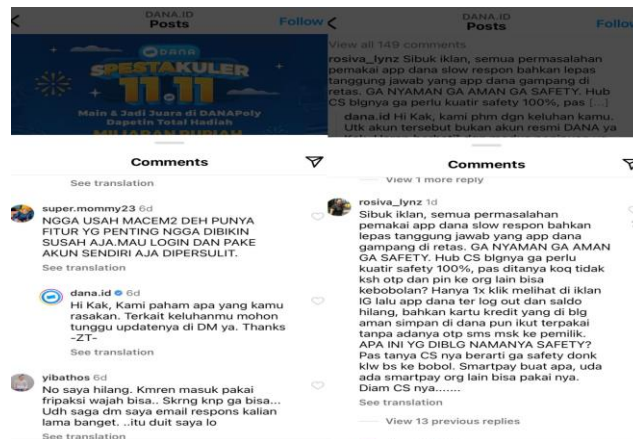 DANA.ID
Posts
Follow
DANA
SPESTAKULER
11.11
Main & Jadi Juara di DANAPoly
Dapetin Total Hadiah
MILIARAN RUPIAH
Comments
See translation
super.mommy23 6d
NGGA USAH MACEM2 DEH PUNYA
FITUR YG PENTING NGGA DIBIKIN
SUSAH AJA.MAU LOGIN DAN PAKE
AKUN SENDIRI AJA DIPERSULIT.
See translation
dana.id 6d
Hi Kak, Kami paham apa yang kamu
rasakan. Terkait keluhanmu mohon
tunggu updatenya di DM ya. Thanks
-ZT-
See translation
yibathos 6d
No saya hilang. Kmren masuk pakai
fripaksi wajah bisa.. Skrng knp ga bisa...
Udh saga dm saya email respons kalian
lama banget. ..itu duit saya lo
See translation
DANA.ID
Posts
Follow
View all 149 comments
rosiva_lynz Sibuk iklan, semua permasalahan
pemakai app dana slow respon bahkan lepas
tanggung jawab yang app dana gampang di
retas. GA NYAMAN GA AMAN GA SAFETY. Hub
CS blgnya ga perlu kuatir safety 100%, pas [...]
dana.id Hi Kak, kami phm dgn keluhan kamu.
Utk akun tersebut bukan akun resmi DANA ya
Comments
View 1 more reply
rosiva_lynz 1d
Sibuk iklan, semua permasalahan
pemakai app dana slow respon bahkan
lepas tanggung jawab yang app dana
gampang di retas. GA NYAMAN GA AMAN
GA SAFETY. Hub CS blgnya ga perlu
kuatir safety 100%, pas ditanya koq tidak
ksh otp dan pin ke org lain bisa
kebobolan? Hanya 1x klik melihat di iklan
IG lalu app dana ter log out dan saldo
hilang, bahkan kartu kredit yang di blg
aman simpan di dana pun ikut terpakai
tanpa adanya otp sms msk ke pemilik.
APA INI YG DIBLG NAMANYA SAFETY?
Pas tanya CS nya berarti ga safety donk
klw bs ke bobol. Smartpay buat apa, uda
ada smartpay org lain bisa pakai nya.
Diam CS nya.......
See translation
View 13 previous replies